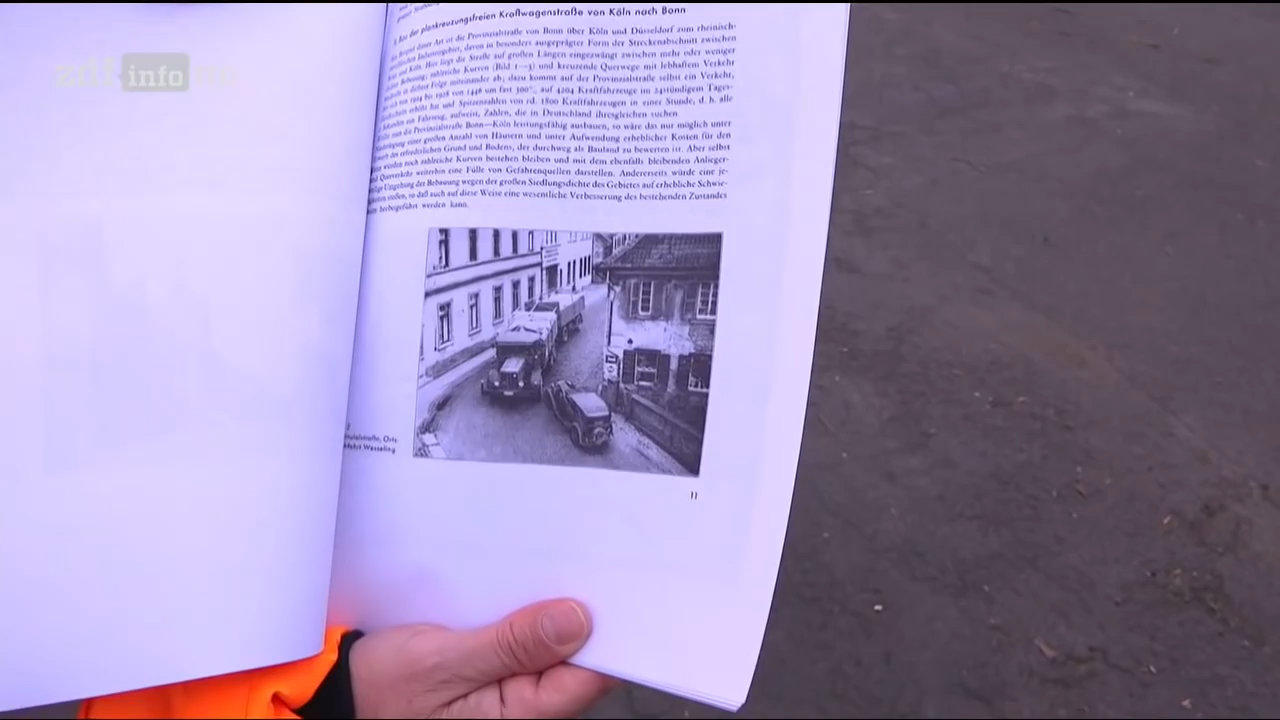 zdf info
Bau der plankreuzungsfreien Kraftwagenstraße von Köln nach Bonn
Art ist die Provinzialstraße von Bonn über Köln und Düsseldorf zum rheinisch-
Industriegebiet, davon in besonders ausgeprägter Form der Streckenabschnitt zwischen
und Köln. Hier liegt die Straße auf großen Längen eingezwängt zwischen mehr oder weniger
Bebauung; zahlreiche Kurven (Bild 1—3) und kreuzende Querwege mit lebhaftem Verkehr
in dichter Folge miteinander ab; dazu kommt auf der Provinzialstraße selbst ein Verkehr,
von 1924 bis 1928 von 1446 um fast 300%, auf 4204 Kraftfahrzeuge im 24stündigem Tages-
erhöht hat und Spitzenzahlen von rd. 1800 Kraftfahrzeugen in einer Stunde, d. h. alle
Sekunden ein Fahrzeug, aufweist, Zahlen, die in Deutschland ihresgleichen suchen.
man die Provinzialstraße Bonn—Köln leistungsfähig ausbauen, so wäre das nur möglich unter
einer großen Anzahl von Häusern und unter Aufwendung erheblicher Kosten für den
des erforderlichen Grund und Bodens, der durchweg als Bauland zu bewerten ist. Aber selbst
würden noch zahlreiche Kurven bestehen bleiben und mit dem ebenfalls bleibenden Anlieger-
und Querverkehr weiterhin eine Fülle von Gefahrenquellen darstellen. Andererseits würde eine je-
Umgehung der Bebauung wegen der großen Siedlungsdichte des Gebietes auf erhebliche Schwie-
stoßen, so daß auch auf diese Weise eine wesentliche Verbesserung des bestehenden Zustandes
herbeigeführt werden kann.
2
Orts
Wesseling
11